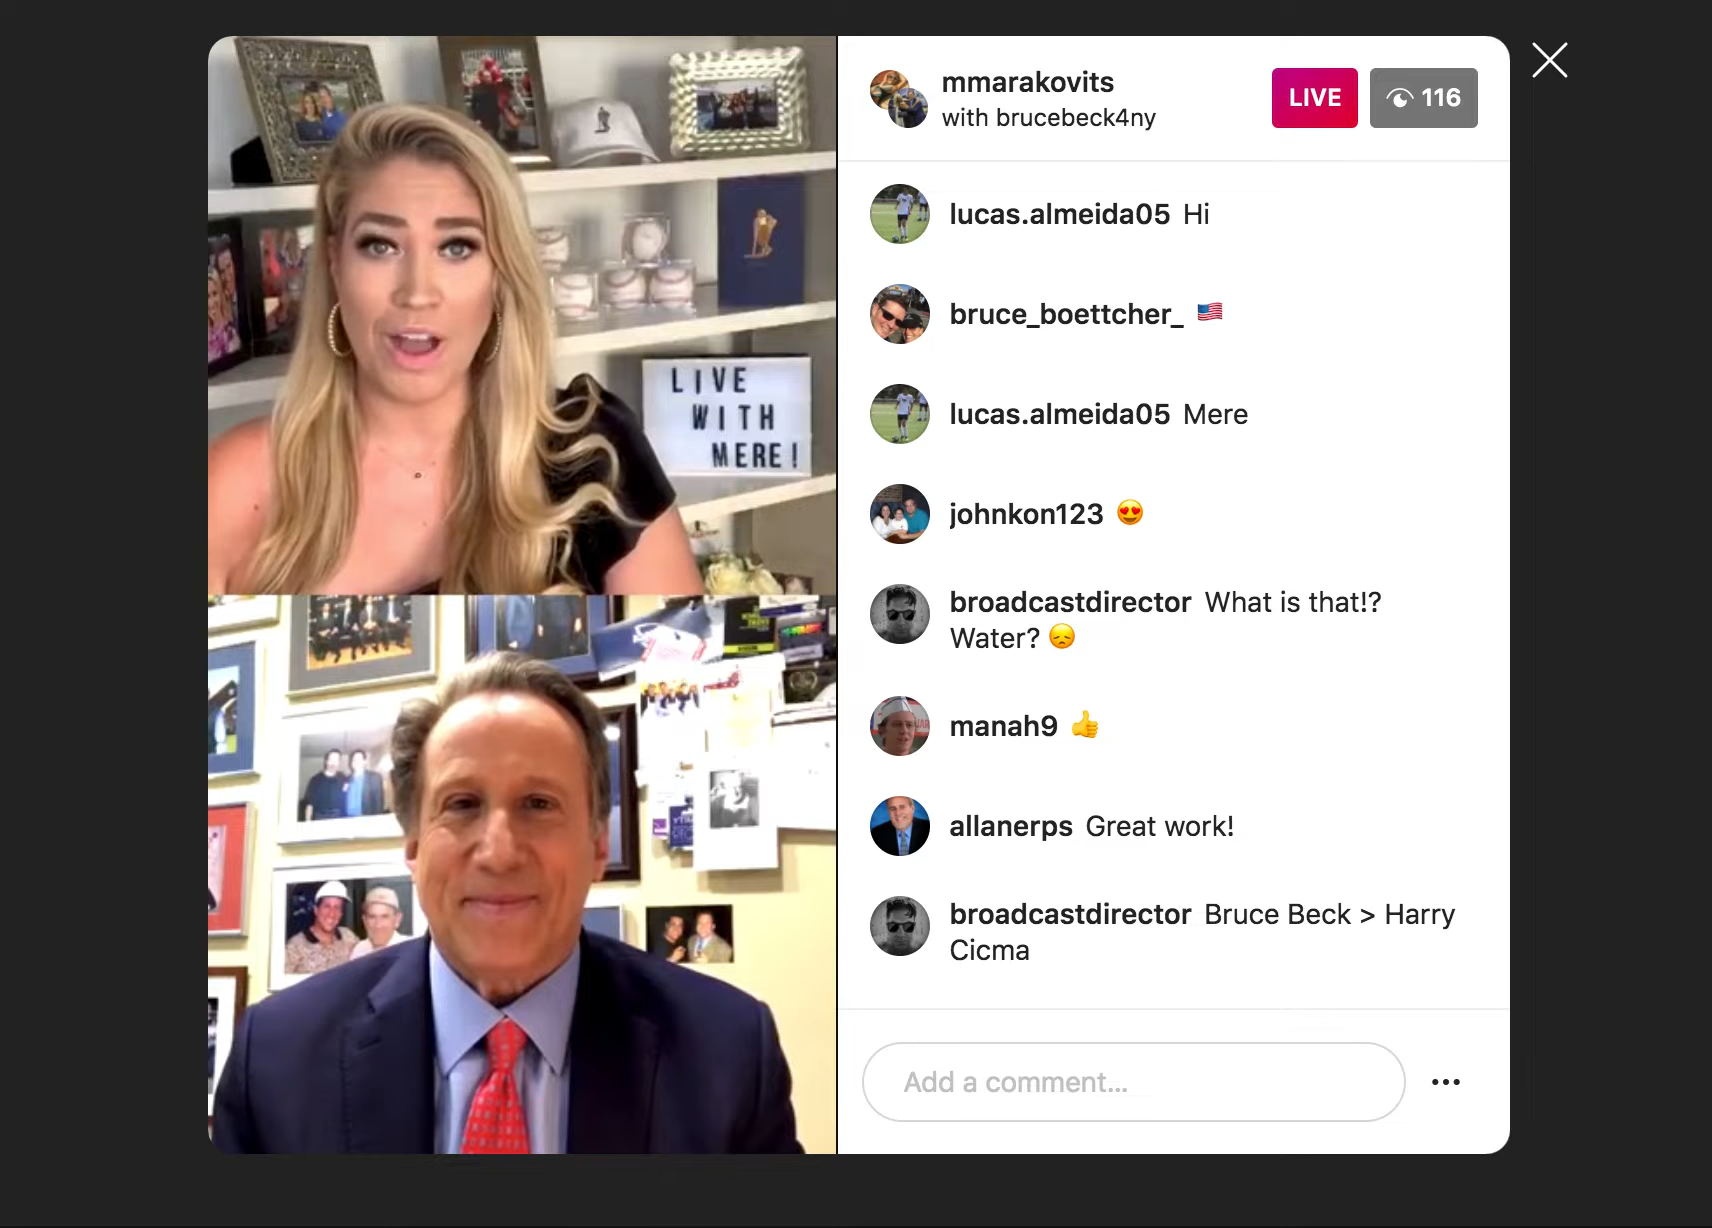 LIVE
WITH
MERE!
mmarakovits
with brucebeck4ny
LIVE
116
lucas.almeida05 Hi
bruce_boettcher_ 🇺🇸
lucas.almeida05 Mere
johnkon123 😍
broadcastdirector What is that!?
Water? 😞
manah9 👍
allanerps Great work!
broadcastdirector Bruce Beck > Harry
Cicma
Add a comment...